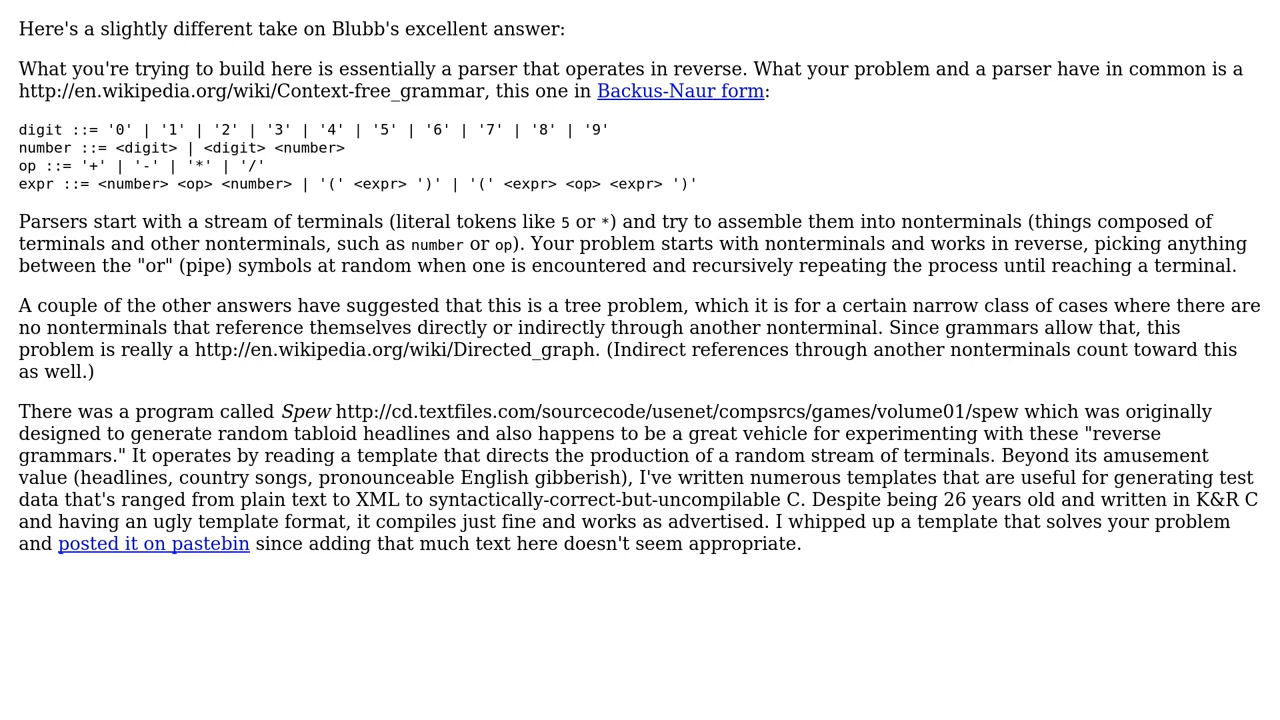 Here's a slightly different take on Blubb's excellent answer:
What you're trying to build here is essentially a parser that operates in reverse. What your problem and a parser have in common is a
http://en.wikipedia.org/wiki/Context-free_grammar, this one in Backus-Naur form:
digit ::= '0' | '1' | '2' | '3' | '4' | '5' | '6' | '7' | '8' | '9'
number ::= <digit> | <digit> <number>
op ::= '+' | '-' | '*' | '/'
expr ::= <number> <op> <number> | '(' <expr> ')' | '(' <expr> <op> <expr> ')'
Parsers start with a stream of terminals (literal tokens like 5 or *) and try to assemble them into nonterminals (things composed of
terminals and other nonterminals, such as number or op). Your problem starts with nonterminals and works in reverse, picking anything
between the "or" (pipe) symbols at random when one is encountered and recursively repeating the process until reaching a terminal.
A couple of the other answers have suggested that this is a tree problem, which it is for a certain narrow class of cases where there are
no nonterminals that reference themselves directly or indirectly through another nonterminal. Since grammars allow that, this
problem is really a http://en.wikipedia.org/wiki/Directed_graph. (Indirect references through another nonterminals count toward this
as well.)
There was a program called Spew http://cd.textfiles.com/sourcecode/usenet/compsrcs/games/volume01/spew which was originally
designed to generate random tabloid headlines and also happens to be a great vehicle for experimenting with these "reverse
grammars." It operates by reading a template that directs the production of a random stream of terminals. Beyond its amusement
value (headlines, country songs, pronounceable English gibberish), I've written numerous templates that are useful for generating test
data that's ranged from plain text to XML to syntactically-correct-but-uncompilable C. Despite being 26 years old and written in K&R C
and having an ugly template format, it compiles just fine and works as advertised. I whipped up a template that solves your problem
and posted it on pastebin since adding that much text here doesn't seem appropriate.